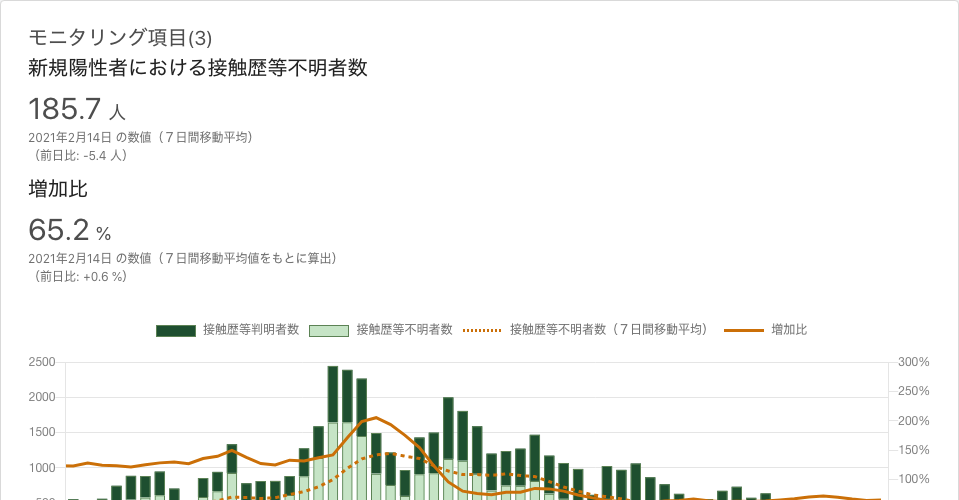 モニタリング項目(3)
新規陽性者における接触歴等不明者数
185.7 人
2021年2月14日 の数値（７日間移動平均）
（前日比: -5.4 人）
増加比
65.2 %
2021年2月14日 の数値（７日間移動平均値をもとに算出）
（前日比: +0.6 %）
接触歴等判明者数 接触歴等不明者数 接触歴等不明者数（７日間移動平均） 増加比
2500 300%
250%
2000
200%
1500
150%
1000
100%